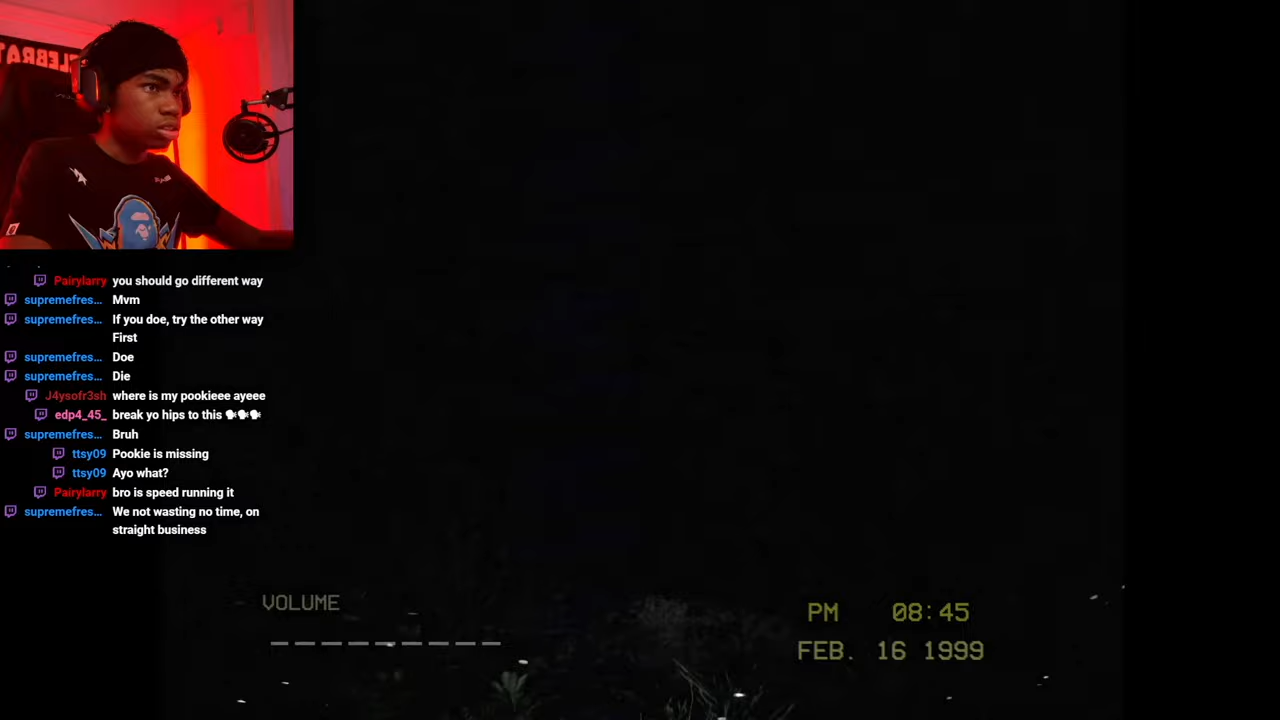 Pairylarry you should go different way
supremefres... Mvm
supremefres... If you doe, try the other way
First
supremefres... Doe
supremefres... Die
J4ysofr3sh where is my pookieee ayeee
edp4_45_ break yo hips to this 🗣🗣🗣
supremefres... Bruh
ttsy09 Pookie is missing
ttsy09 Ayo what?
Pairylarry bro is speed running it
supremefres... We not wasting no time, on
straight business
VOLUME
PM 08:45
FEB. 16 1999